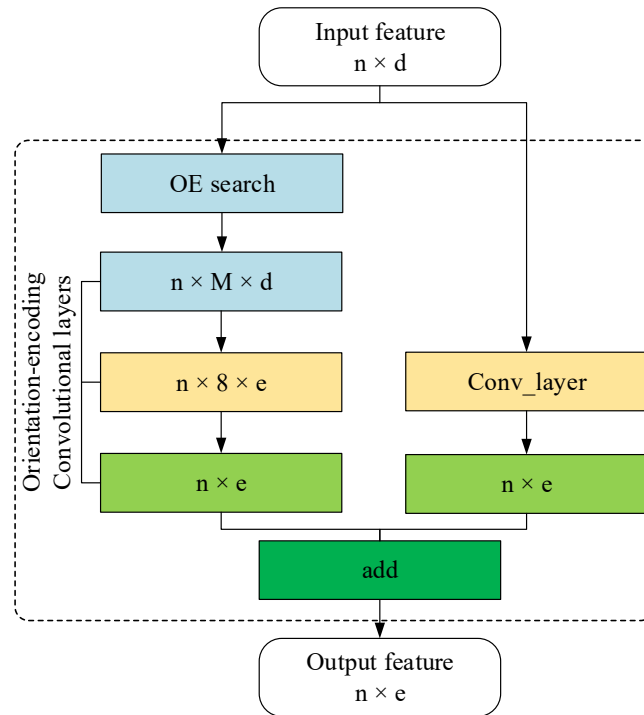 Input feature
n × d
OE search
n × M × d
Orientation-encoding
Convolutional layers
n × 8 × e
Conv_layer
n × e
n × e
add
Output feature
n × e